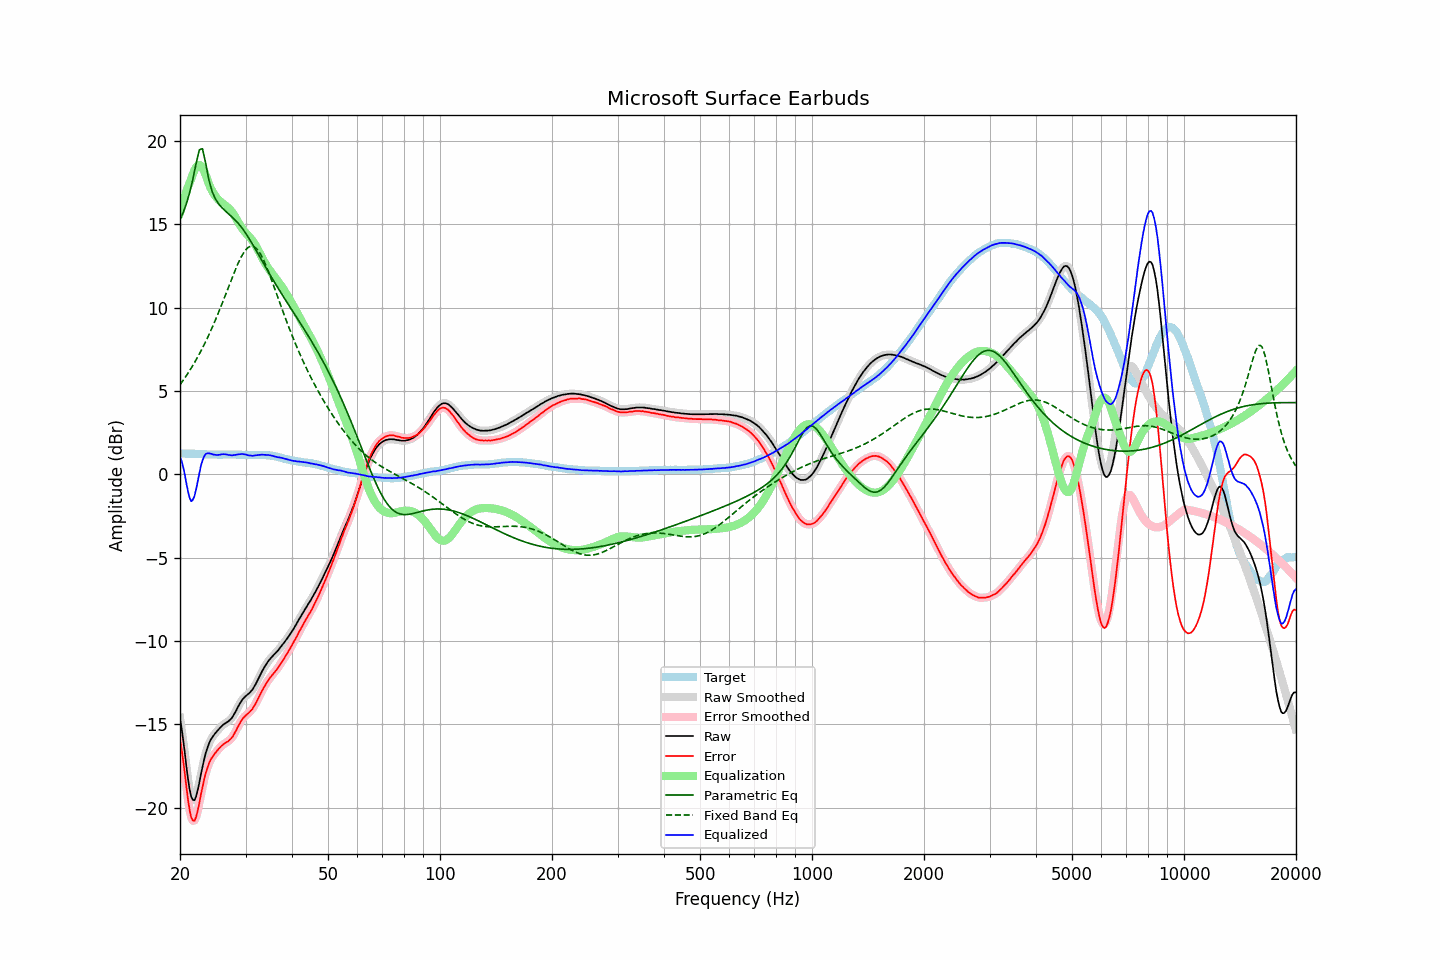 Microsoft Surface Earbuds
Amplitude (dBr)
20
15
10
5
0
−5
−10
−15
−20
Target
Raw Smoothed
Error Smoothed
Raw
Error
Equalization
Parametric Eq
Fixed Band Eq
Equalized
20 50 100 200 500 1000 2000 5000 10000 20000
Frequency (Hz)